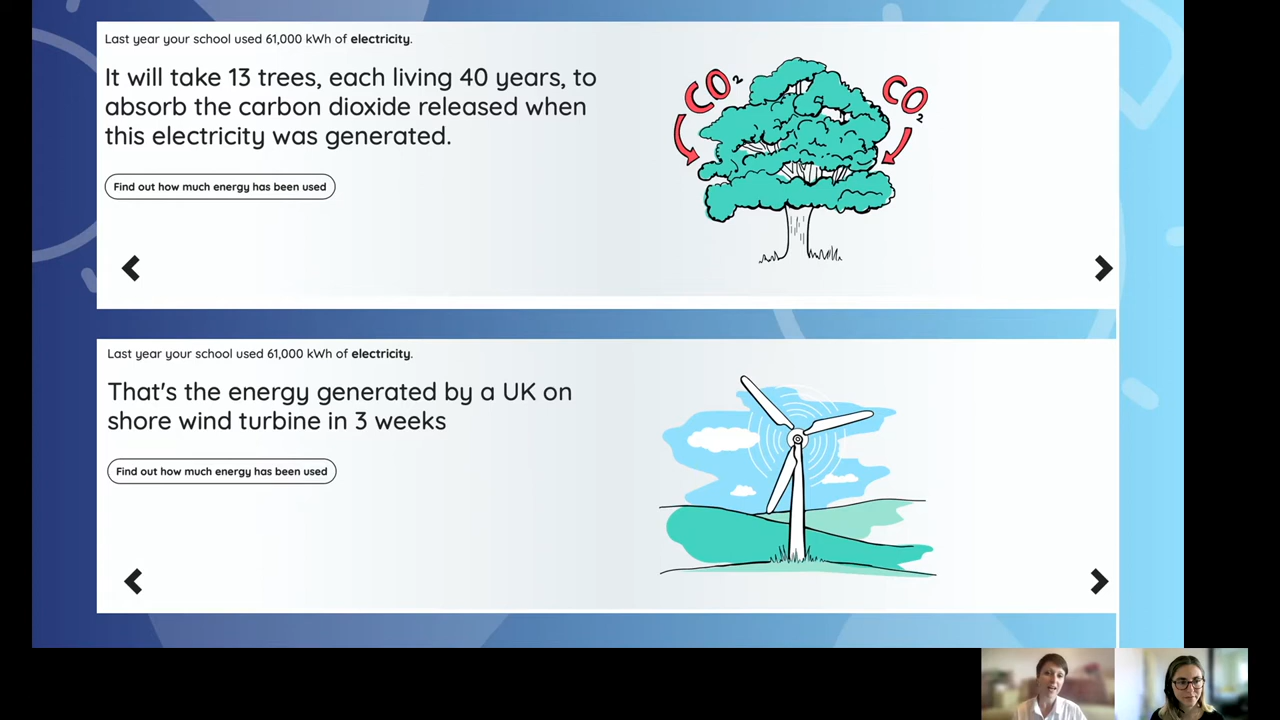 Last year your school used 61,000 kWh of electricity.
It will take 13 trees, each living 40 years, to
absorb the carbon dioxide released when
this electricity was generated.
Find out how much energy has been used
CO2
CO2
Last year your school used 61,000 kWh of electricity.
That's the energy generated by a UK on
shore wind turbine in 3 weeks
Find out how much energy has been used